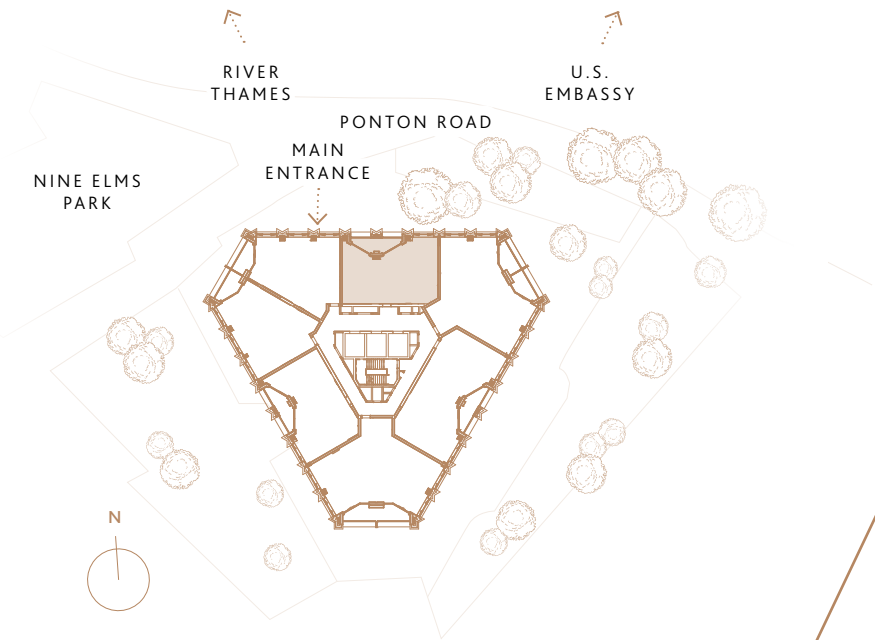 RIVER
THAMES
U.S.
EMBASSY
PONTON ROAD
MAIN
ENTRANCE
NINE ELMS
PARK
N